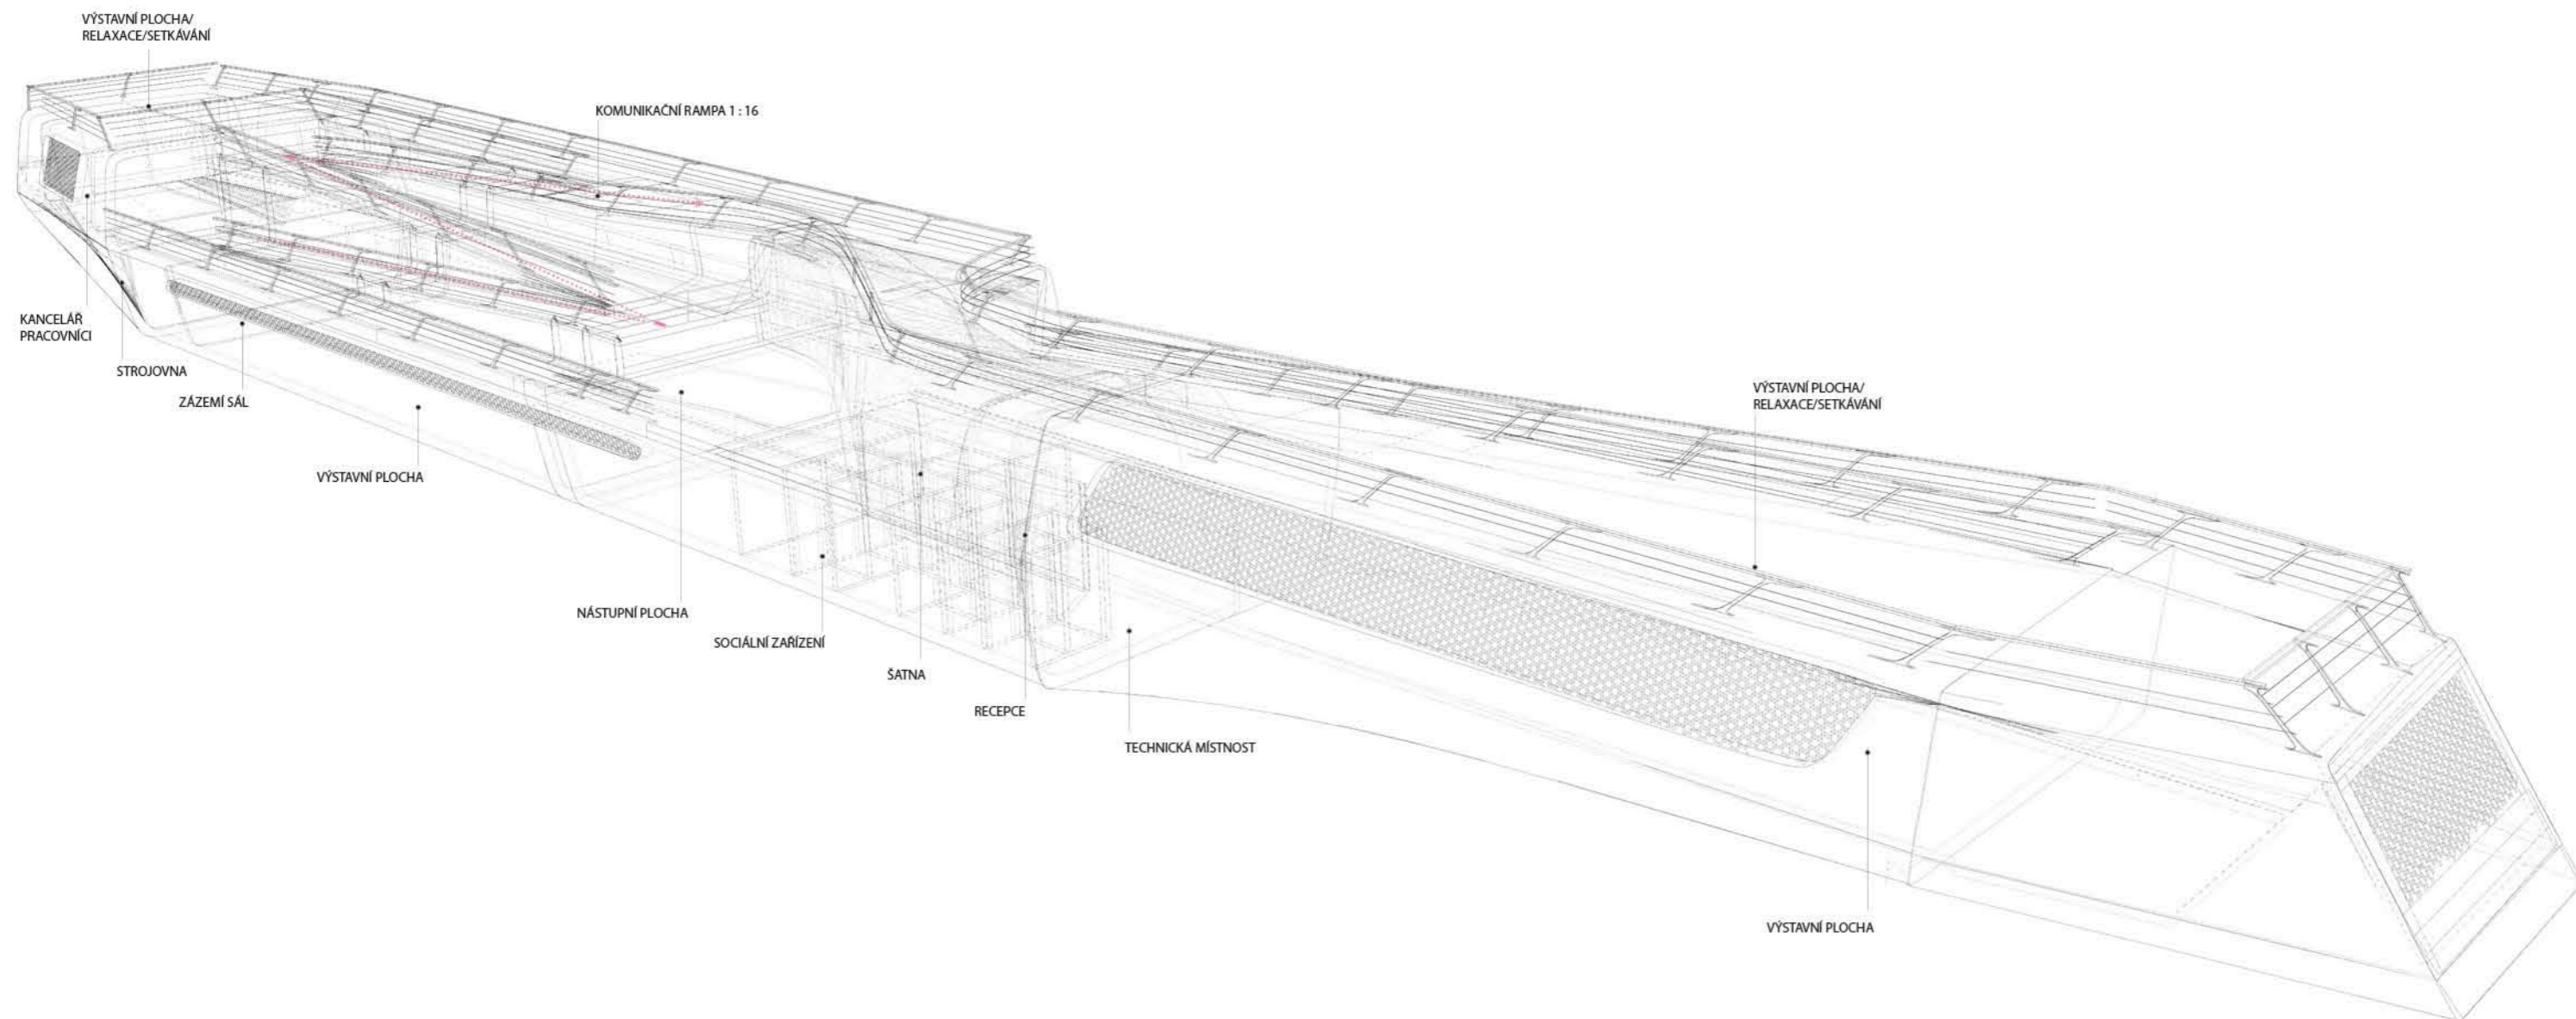 VÝSTAVNÍ PLOCHA/
RELAXACE/SETKÁVÁNÍ
KOMUNIKAČNÍ RAMPA 1 : 16
KANCELÁŘ
PRACOVNÍCI
STROJOVNA
ZÁZEMÍ SÁL
VÝSTAVNÍ PLOCHA
NÁSTUPNÍ PLOCHA
SOCIÁLNÍ ZAŘÍZENÍ
ŠATNA
RECEPCE
TECHNICKÁ MÍSTNOST
VÝSTAVNÍ PLOCHA/
RELAXACE/SETKÁVÁNÍ
VÝSTAVNÍ PLOCHA